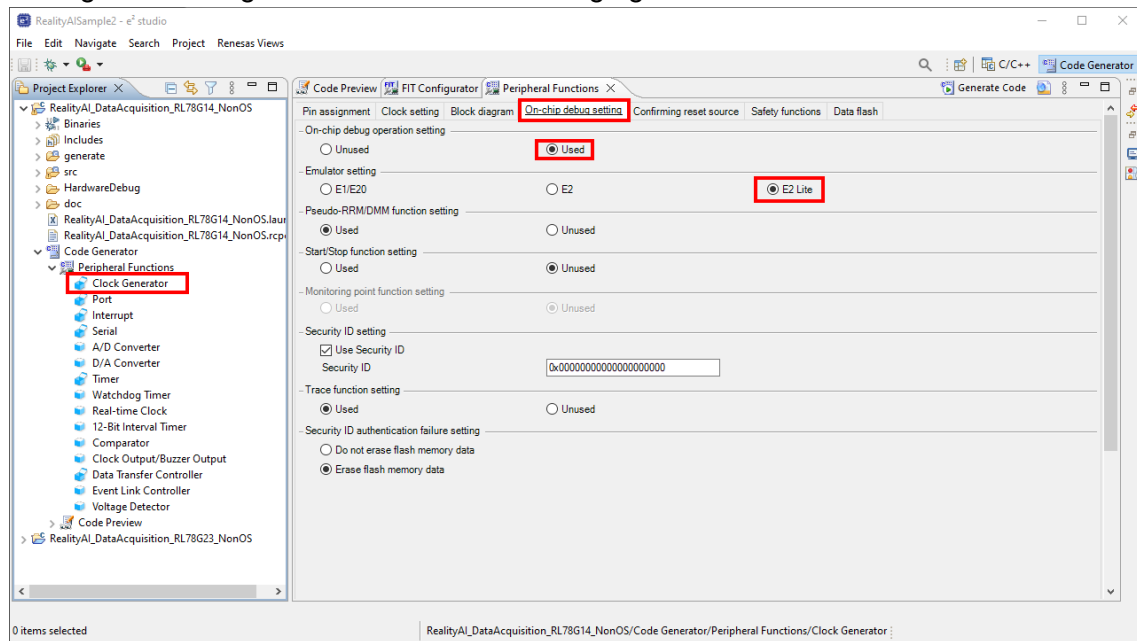 RealityAISample2 - e² studio
File Edit Navigate Search Project Renesas Views
C/C++ Code Generator
Project Explorer
RealityAI_DataAcquisition_RL78G14_NonOS
Binaries
Includes
generate
src
HardwareDebug
doc
RealityAI_DataAcquisition_RL78G14_NonOS.laun
RealityAI_DataAcquisition_RL78G14_NonOS.rcp
Code Generator
Peripheral Functions
Clock Generator
Port
Interrupt
Serial
A/D Converter
D/A Converter
Timer
Watchdog Timer
Real-time Clock
12-Bit Interval Timer
Comparator
Clock Output/Buzzer Output
Data Transfer Controller
Event Link Controller
Voltage Detector
Code Preview
RealityAI_DataAcquisition_RL78G23_NonOS
Code Preview FIT Configurator Peripheral Functions
Generate Code
Pin assignment Clock setting Block diagram On-chip debug setting Confirming reset source Safety functions Data flash
On-chip debug operation setting
Unused Used
Emulator setting
E1/E20 E2 E2 Lite
Pseudo-RRM/DMM function setting
Used Unused
Start/Stop function setting
Used Unused
Monitoring point function setting
Used Unused
Security ID setting
Use Security ID
Security ID 0x00000000000000000000
Trace function setting
Used Unused
Security ID authentication failure setting
Do not erase flash memory data
Erase flash memory data
0 items selected
RealityAI_DataAcquisition_RL78G14_NonOS/Code Generator/Peripheral Functions/Clock Generator